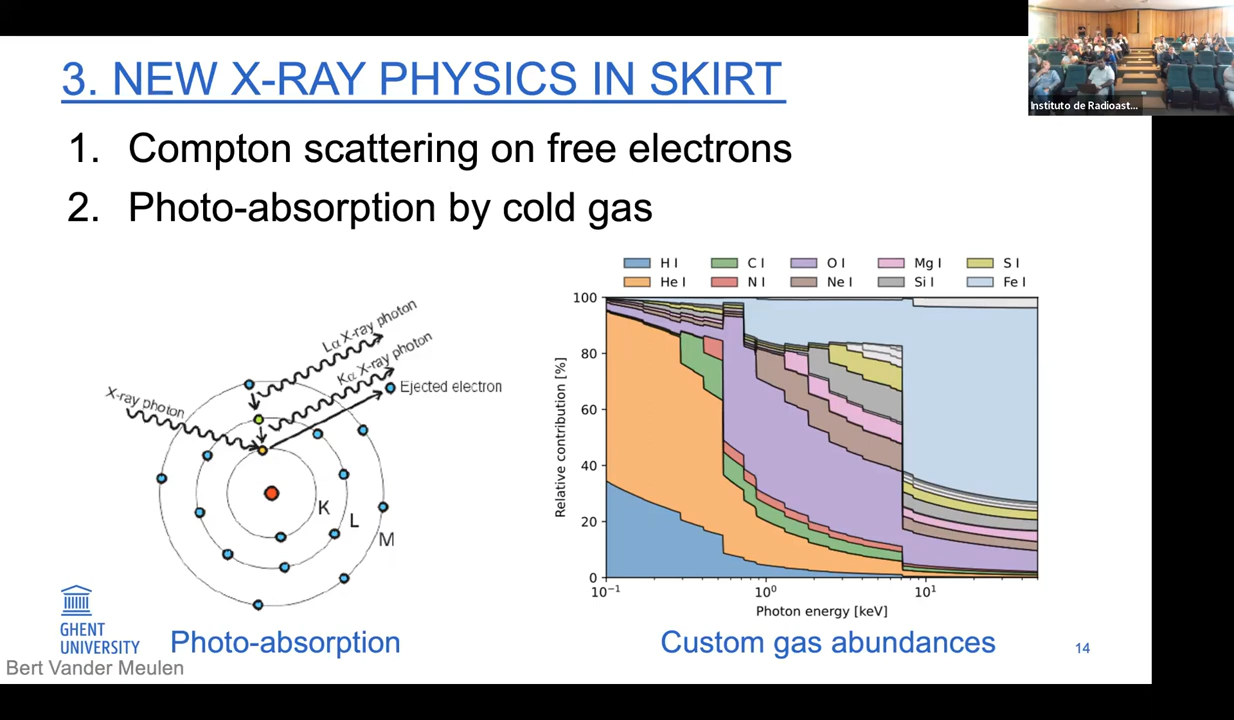 3. NEW X-RAY PHYSICS IN SKIRT
Instituto de Radioast...
1. Compton scattering on free electrons
2. Photo-absorption by cold gas
X-ray photon
Lα X-ray photon
Kα X-ray photon
Ejected electron
K
L
M
H I C I O I Mg I S I
He I N I Ne I Si I Fe I
Relative contribution [%]
100
80
60
40
20
0
10⁻¹ 10⁰ 10¹
Photon energy [keV]
GHENT
UNIVERSITY
Photo-absorption
Custom gas abundances
14
Bert Vander Meulen